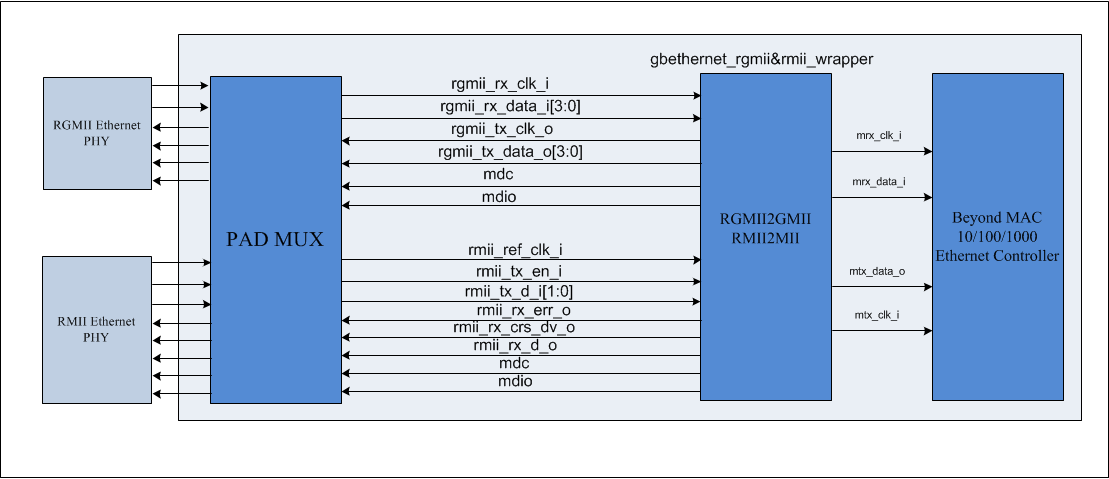 gbethernet_rgmii&rmii_wrapper
RGMII Ethernet
PHY
RMII Ethernet
PHY
PAD MUX
rgmii_rx_clk_i
rgmii_rx_data_i[3:0]
rgmii_tx_clk_o
rgmii_tx_data_o[3:0]
mdc
mdio
rmii_ref_clk_i
rmii_tx_en_i
rmii_tx_d_i[1:0]
rmii_rx_err_o
rmii_rx_crs_dv_o
rmii_rx_d_o
mdc
mdio
RGMII2GMII
RMII2MII
mrx_clk_i
mrx_data_i
mtx_data_o
mtx_clk_i
Beyond MAC
10/100/1000
Ethernet Controller